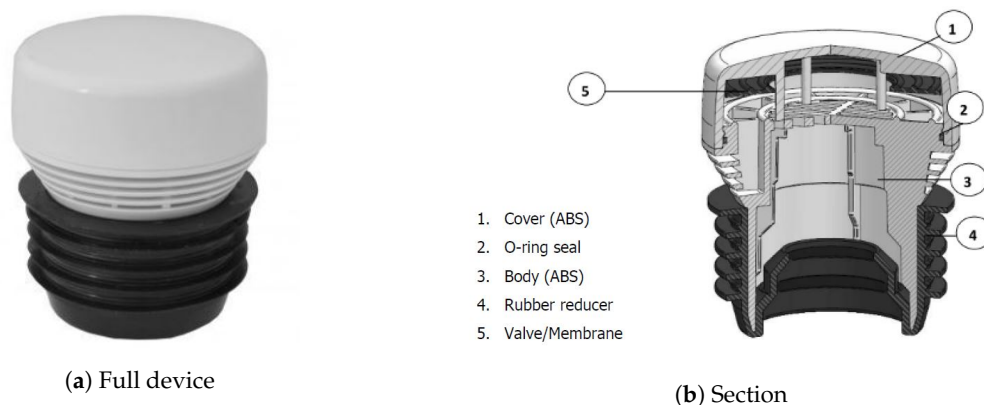 1
5
2
3
4
1. Cover (ABS)
2. O-ring seal
3. Body (ABS)
4. Rubber reducer
5. Valve/Membrane
(a) Full device
(b) Section